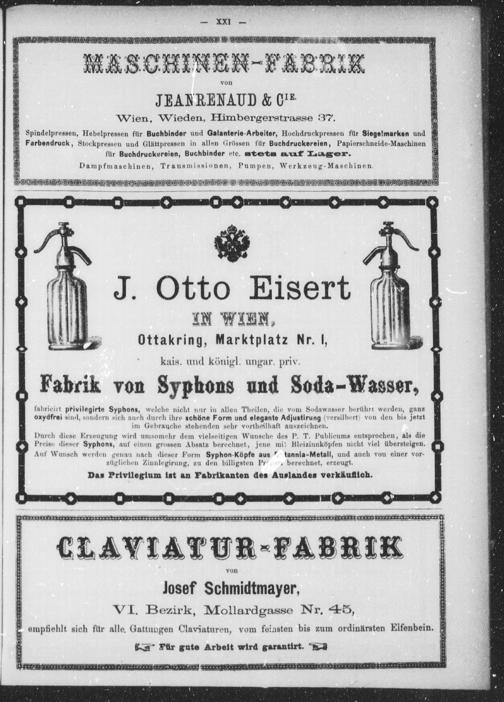 — XXI —
MASCHINEN-FABRIK
von
JEANRENAUD & CIE.
Wien, Wieden, Himbergerstrasse 37.
Spindelpressen, Hebelpressen für Buchbinder und Galanterie-Arbeiter, Hochdruckpressen für Siegelmarken und
Farbendruck, Stockpressen und Glättpressen in allen Grössen für Buchdruckereien, Papierschneide-Maschinen
für Buchdruckereien, Buchbinder etc. stets auf Lager.
Dampfmaschinen, Transmissionen, Pumpen, Werkzeug-Maschinen.
J. Otto Eisert
IN WIEN,
Ottakring, Marktplatz Nr. 1,
kais. und königl. ungar. priv.
Fabrik von Syphons und Soda-Wasser,
fabricirt privilegirte Syphons, welche nicht nur in allen Theilen, die vom Sodawasser berührt werden, ganz
oxydfrei sind, sondern sich auch durch ihre schöne Form und elegante Adjustirung (versilbert) von den bis jetzt
im Gebrauche stehenden sehr vortheilhaft auszeichnen.
Durch diese Erzeugung wird umsomehr dem vielseitigen Wunsche des P. T. Publicums entsprochen, als die
Preise dieser Syphons, auf einen grossen Absatz berechnet, jene mit Bleizinnköpfen nicht viel übersteigen.
Auf Wunsch werden genau nach dieser Form Syphon-Köpfe aus Britannia-Metall, und auch von einer vor-
züglichen Zinnlegirung, zu den billigsten berechnet, erzeugt.
Das Privilegium ist an Fabrikanten des Auslandes verkäuflich.
CLAVIATUR-FABRIK
von
Josef Schmidtmayer,
VI. Bezirk, Mollardgasse Nr. 45,
empfiehlt sich für alle Gattungen Claviaturen, vom feinsten bis zum ordinärsten Elfenbein.
Für gute Arbeit wird garantirt.